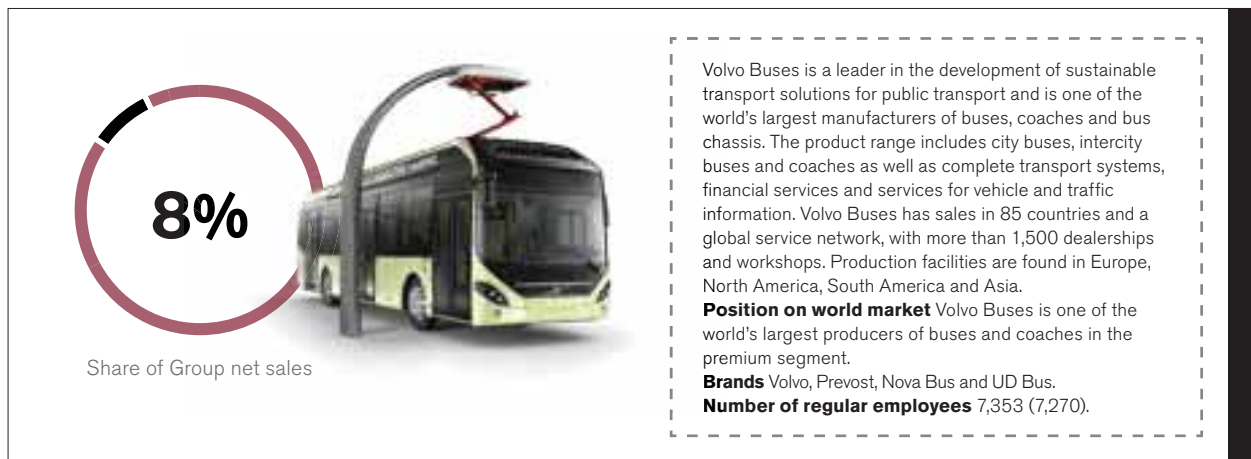 8%
Share of Group net sales
Volvo Buses is a leader in the development of sustainable
transport solutions for public transport and is one of the
world's largest manufacturers of buses, coaches and bus
chassis. The product range includes city buses, intercity
buses and coaches as well as complete transport systems,
financial services and services for vehicle and traffic
information. Volvo Buses has sales in 85 countries and a
global service network, with more than 1,500 dealerships
and workshops. Production facilities are found in Europe,
North America, South America and Asia.
Position on world market Volvo Buses is one of the
world's largest producers of buses and coaches in the
premium segment.
Brands Volvo, Prevost, Nova Bus and UD Bus.
Number of regular employees 7,353 (7,270).